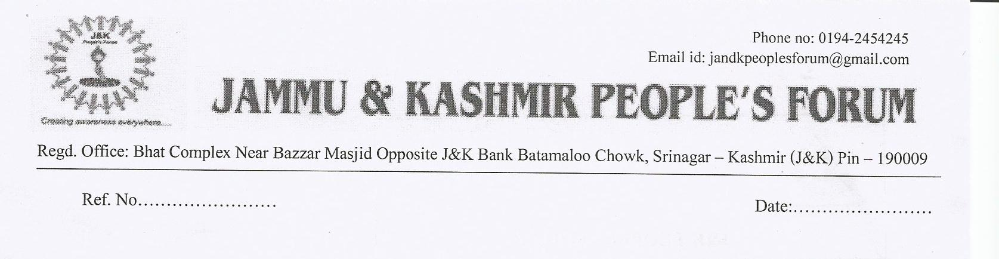 J&K
People's Forum
Creating awareness everywhere.....
Phone no: 0194-2454245
Email id: jandkpeoplesforum@gmail.com
JAMMU & KASHMIR PEOPLE'S FORUM
Regd. Office: Bhat Complex Near Bazzar Masjid Opposite J&K Bank Batamaloo Chowk, Srinagar – Kashmir (J&K) Pin – 190009
Ref. No........................
Date:........................